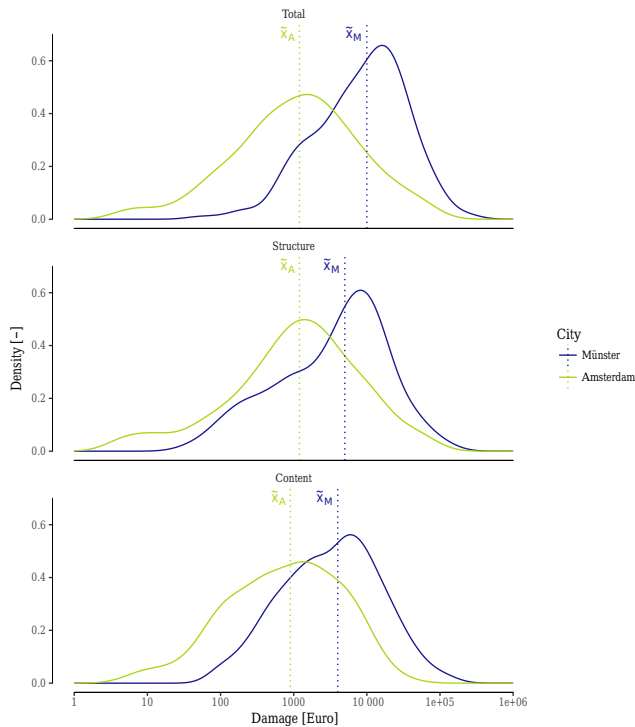 Total
x̃A x̃M
0.6
0.4
0.2
0.0
Structure
x̃A x̃M
0.6
0.4
0.2
0.0
Density [−]
City
Münster
Amsterdam
Content
x̃A x̃M
0.6
0.4
0.2
0.0
1 10 100 1000 10 000 1e+05 1e+06
Damage [Euro]